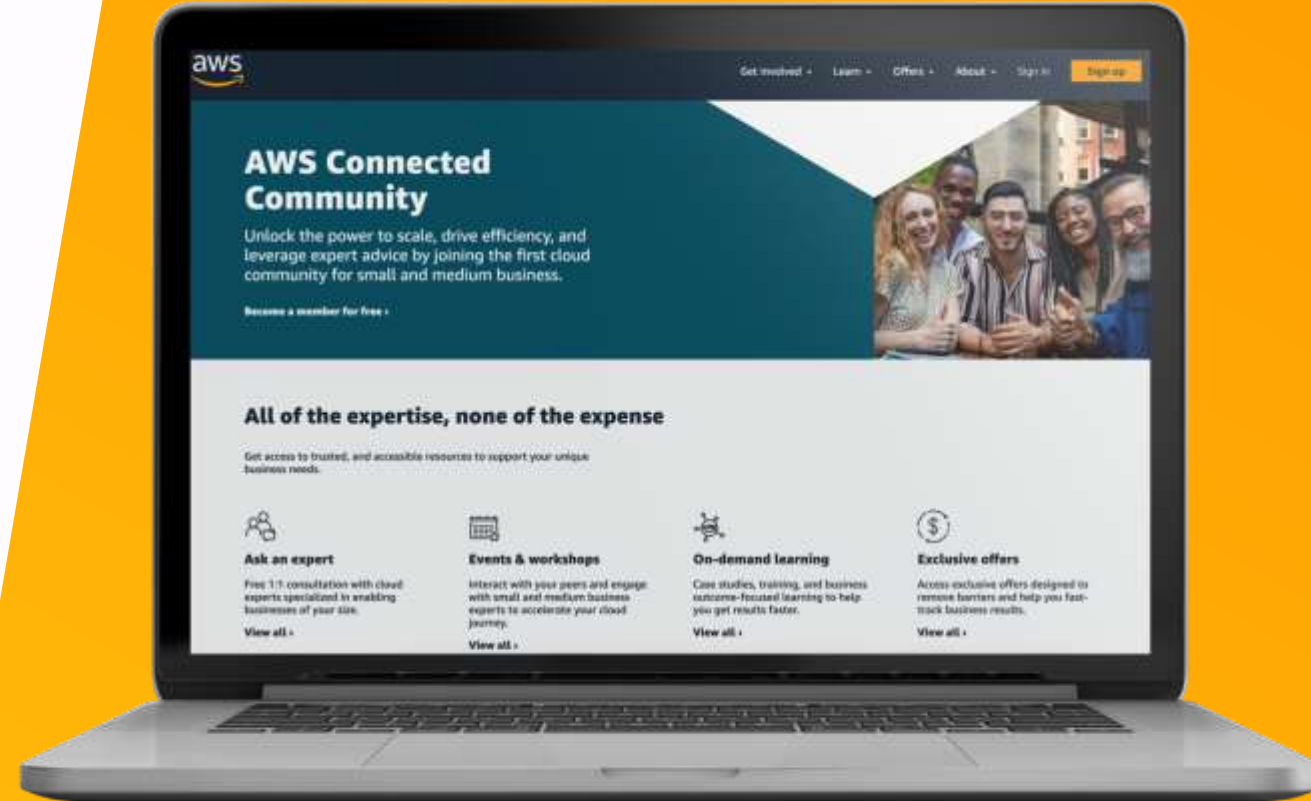 aws
Get Involved
Learn
Offers
About
Sign In
Sign up
AWS Connected
Community
Unlock the power to scale, drive efficiency, and
leverage expert advice by joining the first cloud
community for small and medium business.
Become a member for free ›
All of the expertise, none of the expense
Get access to trusted, and accessible resources to support your unique
business needs.
Ask an expert
Free 1:1 consultation with cloud
experts specialized in enabling
businesses of your size.
View all ›
Events & workshops
Interact with your peers and engage
with small and medium business
experts to accelerate your cloud
journey.
View all ›
On-demand learning
Case studies, training, and business
outcome-focused learning to help
you get results faster.
View all ›
$
Exclusive offers
Access exclusive offers designed to
remove barriers and help you fast-
track business results.
View all ›